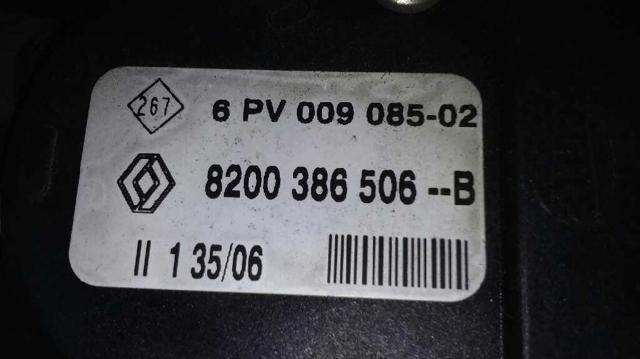 267
6 PV 009 085-02
8200 386 506 --B
II 1 35/06